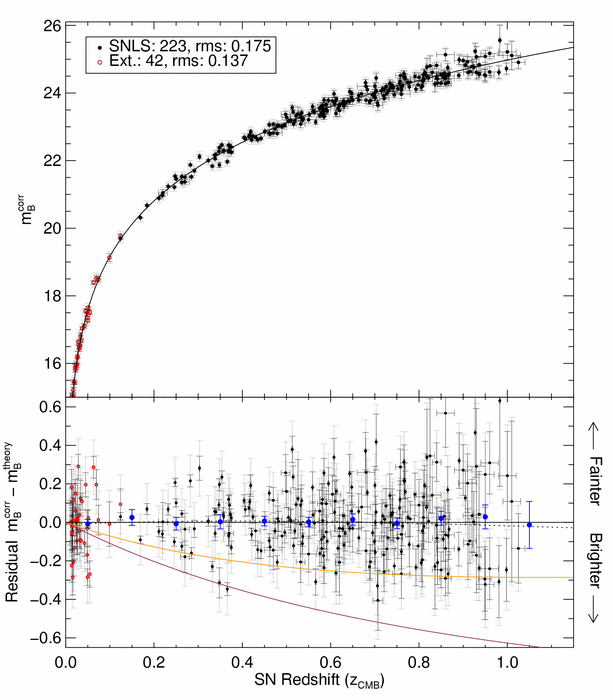 26
SNLS: 223, rms: 0.175
Ext.: 42, rms: 0.137
24
22
m_B^corr
20
18
16
0.6
0.4
0.2
0.0
−0.2
−0.4
−0.6
Residual m_B^corr − m_B^theory
← Brighter Fainter →
0.0 0.2 0.4 0.6 0.8 1.0
SN Redshift (z_CMB)